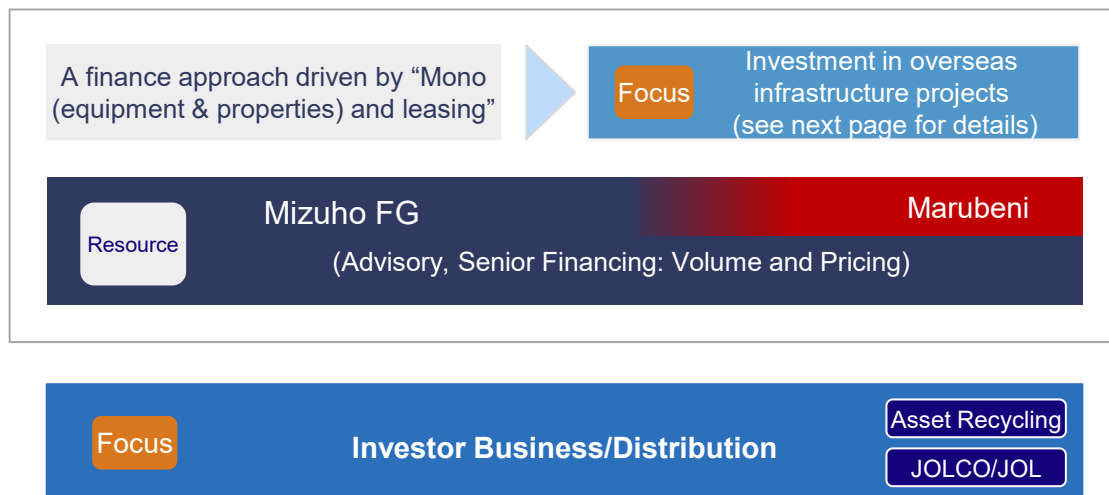 A finance approach driven by “Mono
(equipment & properties) and leasing”
Focus
Investment in overseas
infrastructure projects
(see next page for details)
Resource
Mizuho FG
Marubeni
(Advisory, Senior Financing: Volume and Pricing)
Focus
Investor Business/Distribution
Asset Recycling
JOLCO/JOL